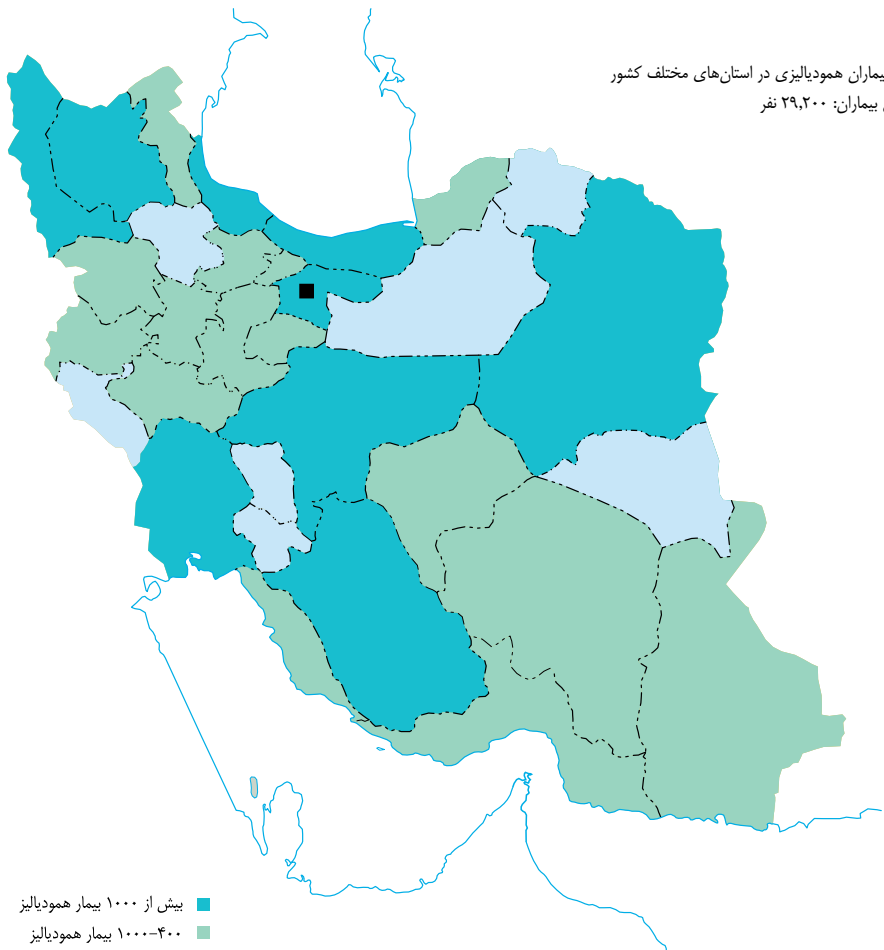 بیماران همودیالیزی در استان‌های مختلف کشور
بیماران: ۲۹,۲۰۰ نفر
بیش از ۱۰۰۰ بیمار همودیالیز
۴۰۰-۱۰۰۰ بیمار همودیالیز